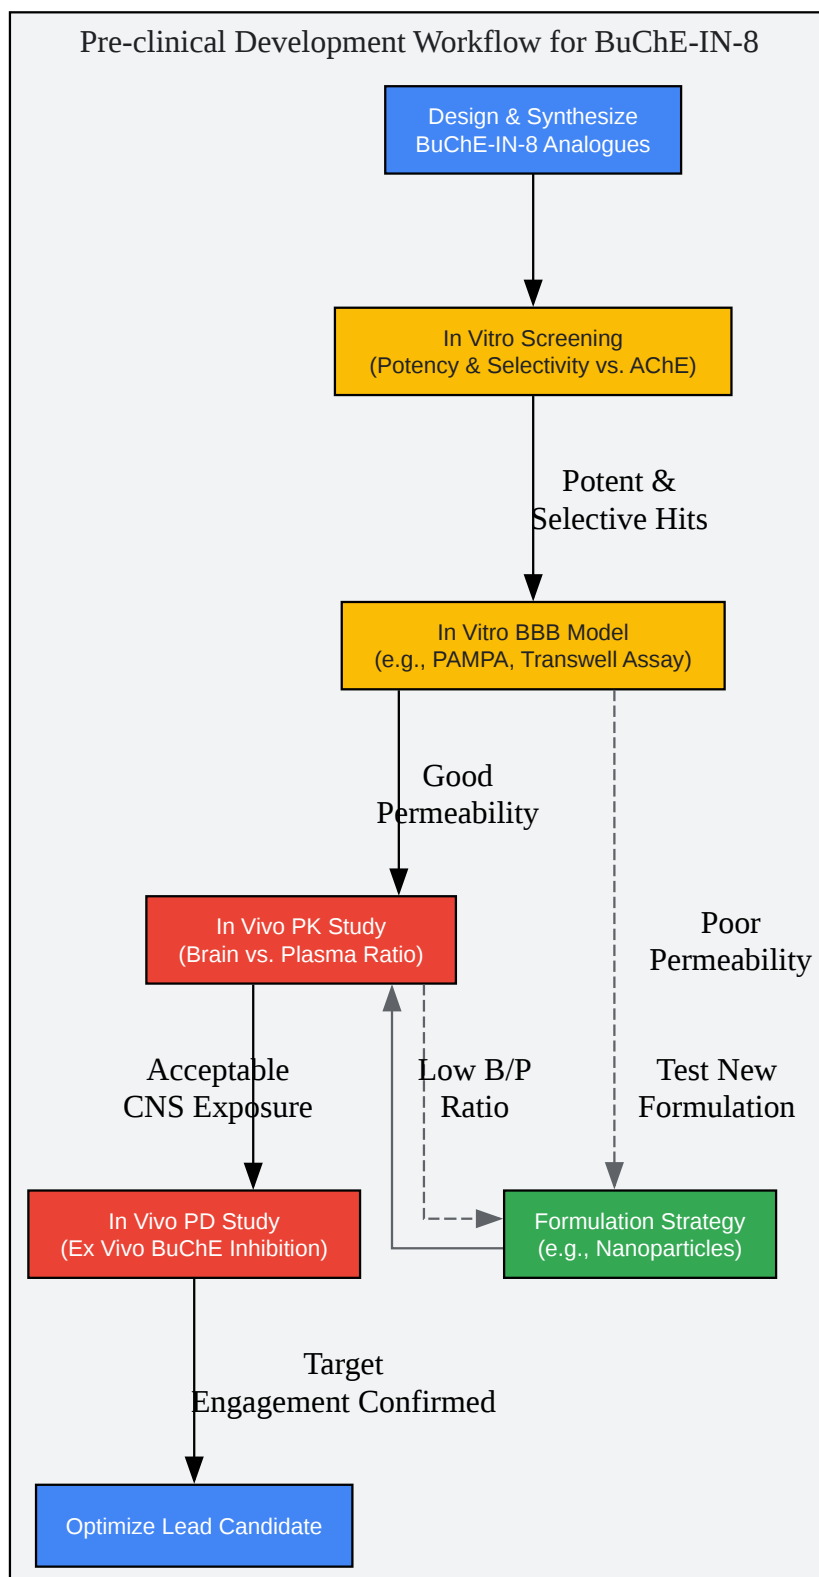 Pre-clinical Development Workflow for BuChE-IN-8
Design & Synthesize
BuChE-IN-8 Analogues
In Vitro Screening
(Potency & Selectivity vs. AChE)
Potent &
Selective Hits
In Vitro BBB Model
(e.g., PAMPA, Transwell Assay)
Good
Permeability
In Vivo PK Study
(Brain vs. Plasma Ratio)
Poor
Permeability
Acceptable
CNS Exposure
Low B/P
Ratio
Test New
Formulation
In Vivo PD Study
(Ex Vivo BuChE Inhibition)
Formulation Strategy
(e.g., Nanoparticles)
Target
Engagement Confirmed
Optimize Lead Candidate